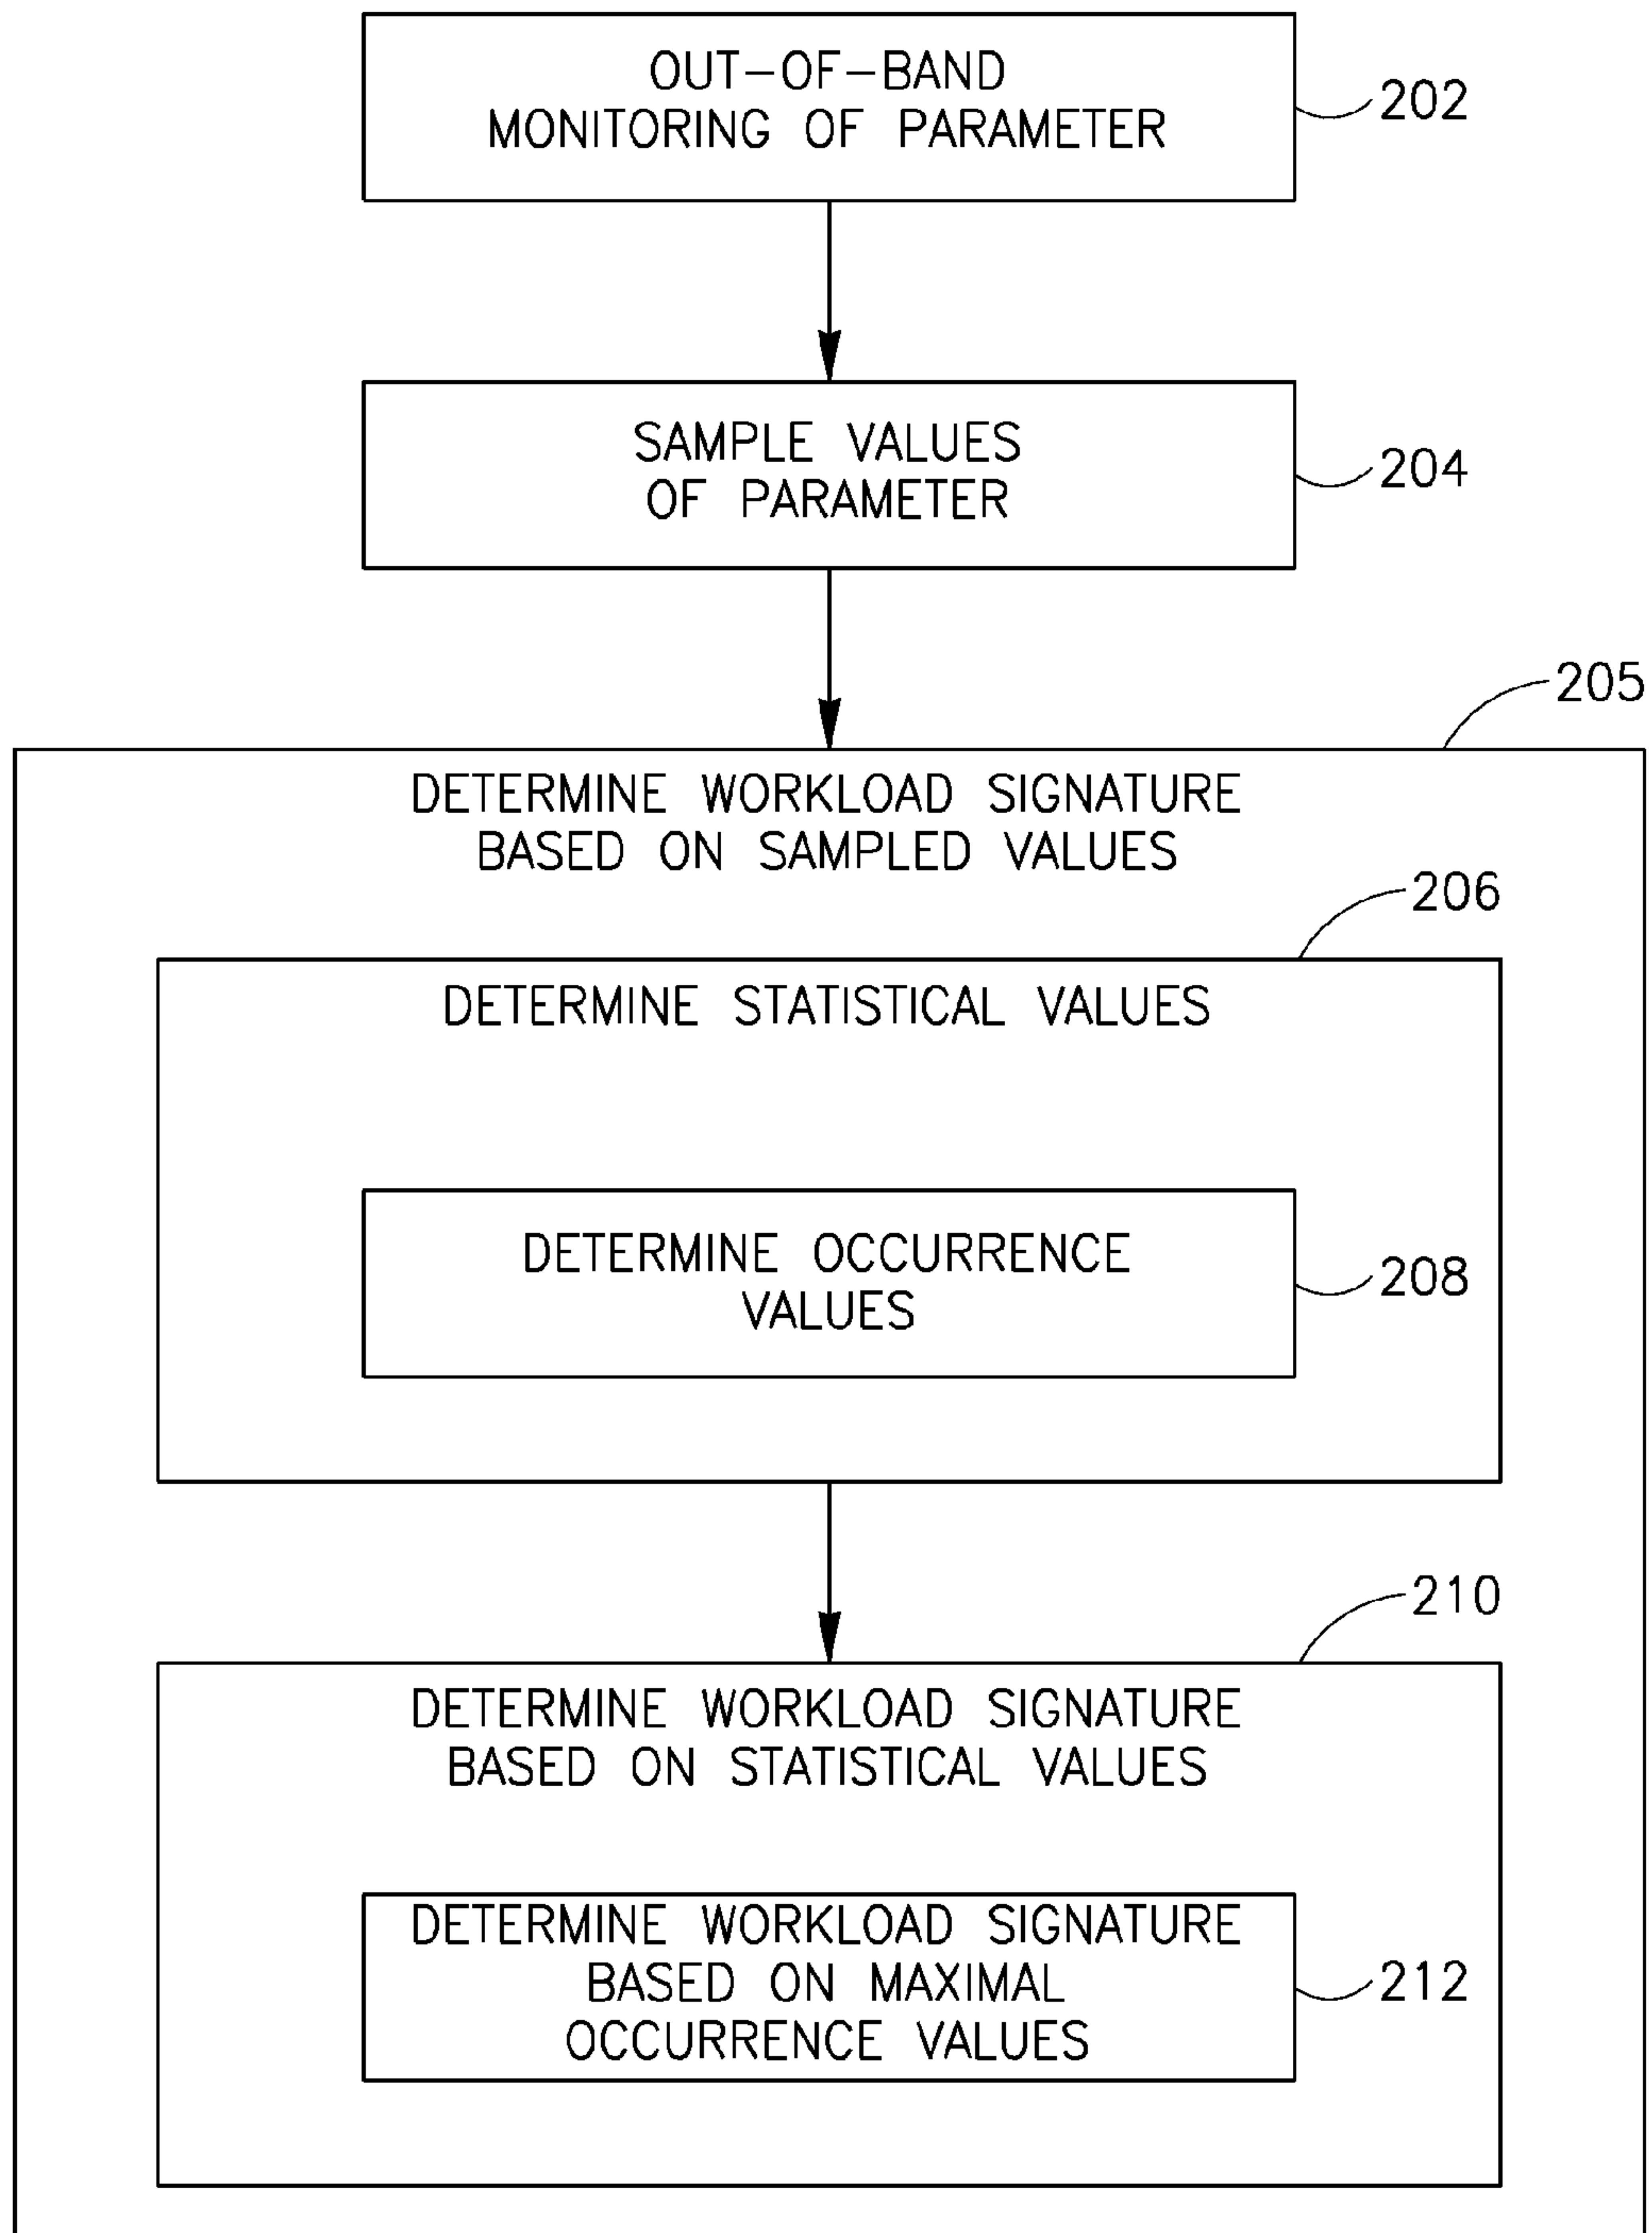 OUT-OF-BAND
MONITORING OF PARAMETER
202
SAMPLE VALUES
OF PARAMETER
204
205
DETERMINE WORKLOAD SIGNATURE
BASED ON SAMPLED VALUES
206
DETERMINE STATISTICAL VALUES
DETERMINE OCCURRENCE
VALUES
208
210
DETERMINE WORKLOAD SIGNATURE
BASED ON STATISTICAL VALUES
DETERMINE WORKLOAD SIGNATURE
BASED ON MAXIMAL
OCCURRENCE VALUES
212